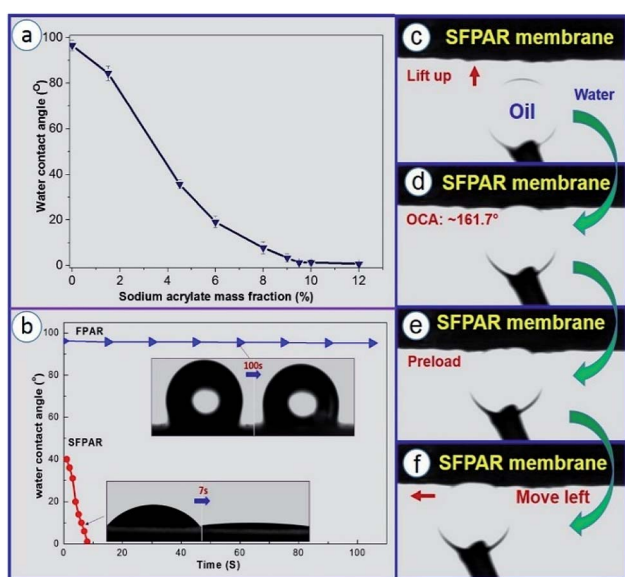 a
100
80
60
40
20
0
Water contact angle (°)
0 2 4 6 8 10 12
Sodium acrylate mass fraction (%)
b
100
80
60
40
20
0
water contact angle (°)
FPAR
100s
SFPAR
7s
0 20 40 60 80 100
Time (S)
c SFPAR membrane
Lift up
Water
Oil
d SFPAR membrane
OCA: ~161.7°
e SFPAR membrane
Preload
f SFPAR membrane
Move left